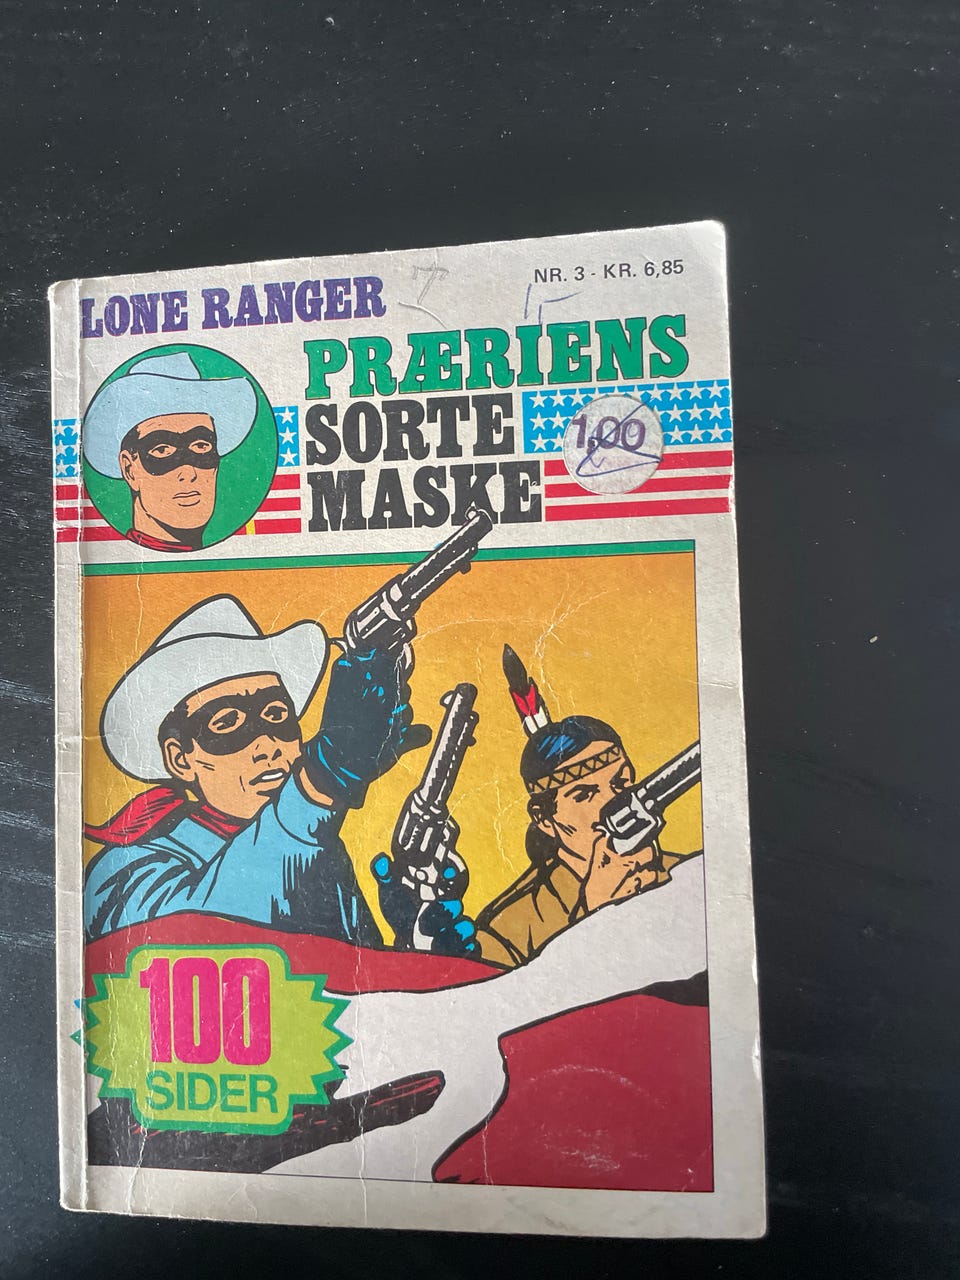 NR. 3 - KR. 6,85
LONE RANGER
PRÆRIENS
SORTE
MASKE
1,00
100
SIDER